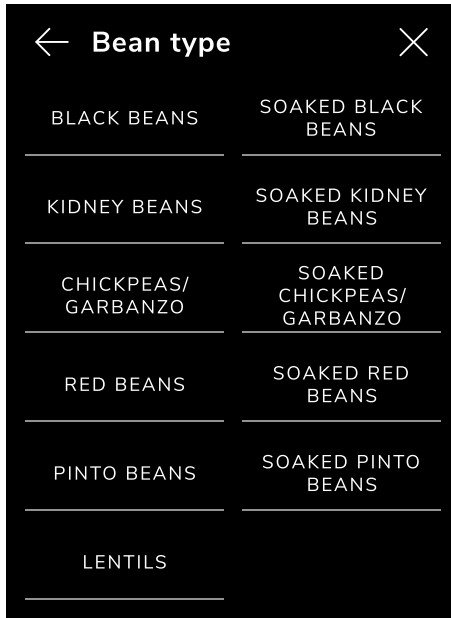 Bean type
BLACK BEANS
SOAKED BLACK
BEANS
KIDNEY BEANS
SOAKED KIDNEY
BEANS
CHICKPEAS/
GARBANZO
SOAKED
CHICKPEAS/
GARBANZO
RED BEANS
SOAKED RED
BEANS
PINTO BEANS
SOAKED PINTO
BEANS
LENTILS